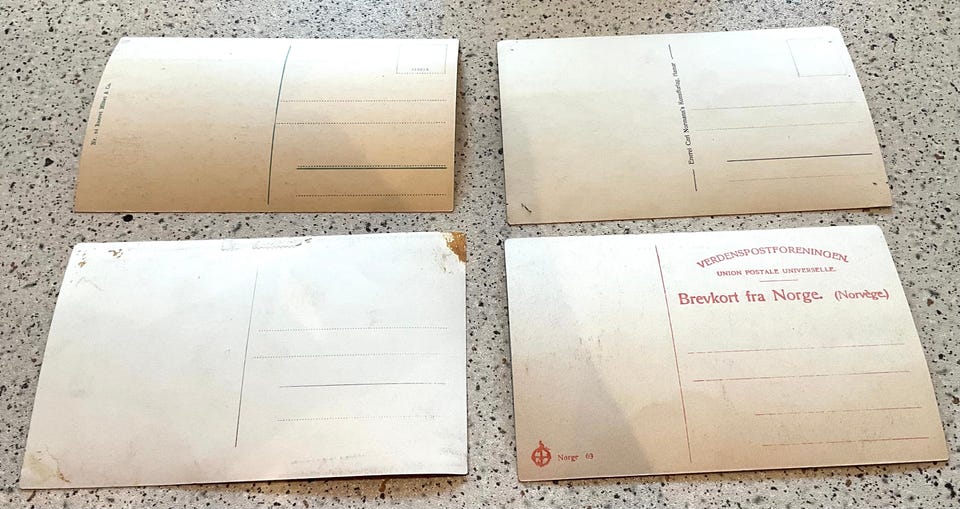 Eneret Carl Normann's Kunstforlag, Hamar
VERDENSPOSTFORENINGEN.
UNION POSTALE UNIVERSELLE.
Brevkort fra Norge. (Norvège.)
Norge 63